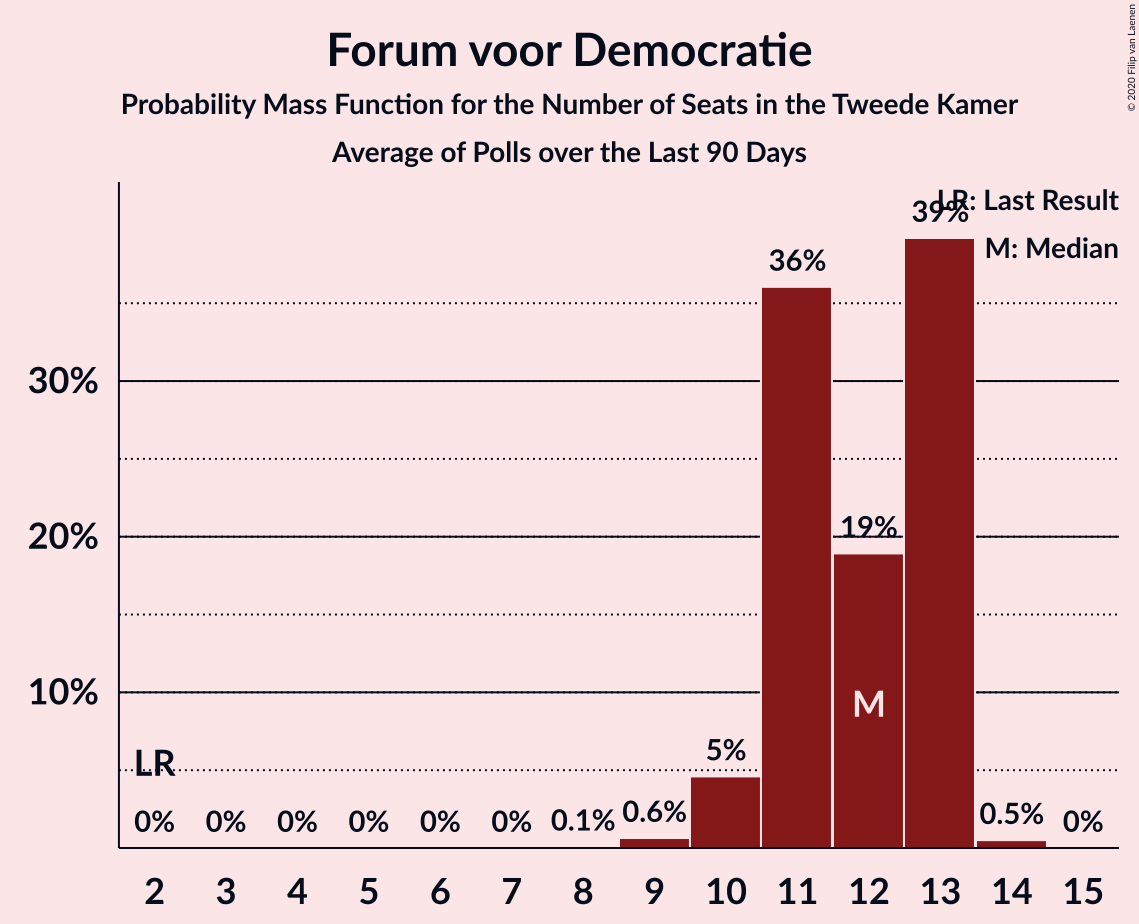 Forum voor Democratie
Probability Mass Function for the Number of Seats in the Tweede Kamer
Average of Polls over the Last 90 Days
© 2020 Filip van Laenen
LR: Last Result
M: Median
39%
36%
30%
19%
20%
10%
M
LR
5%
0% 0% 0% 0% 0% 0% 0.1% 0.6% 0.5% 0%
2 3 4 5 6 7 8 9 10 11 12 13 14 15